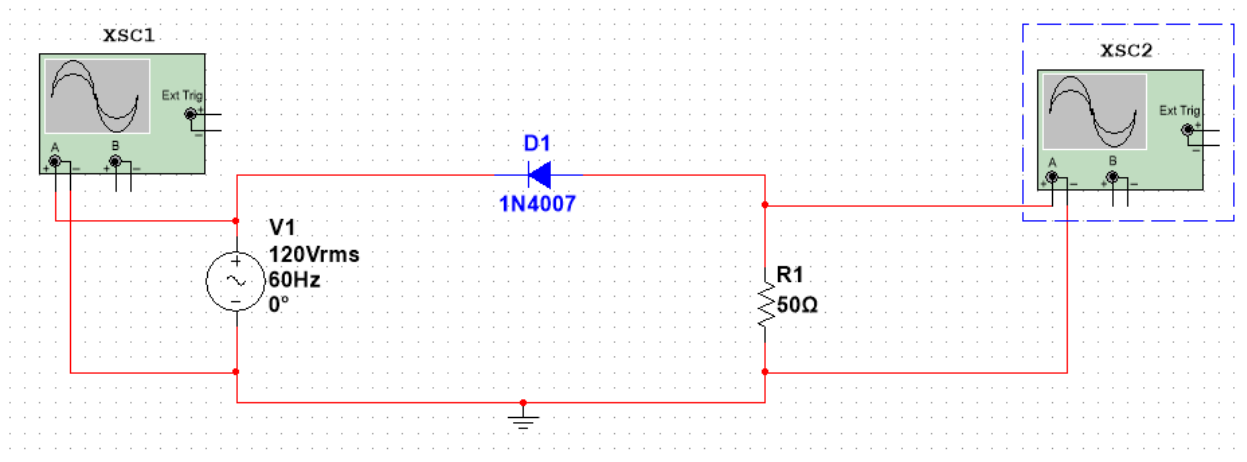 XSC1
Ext Trig
+
−
A
B
+
−
+
−
D1
1N4007
V1
120Vrms
60Hz
0°
+
−
R1
50Ω
XSC2
Ext Trig
+
−
A
B
+
−
+
−